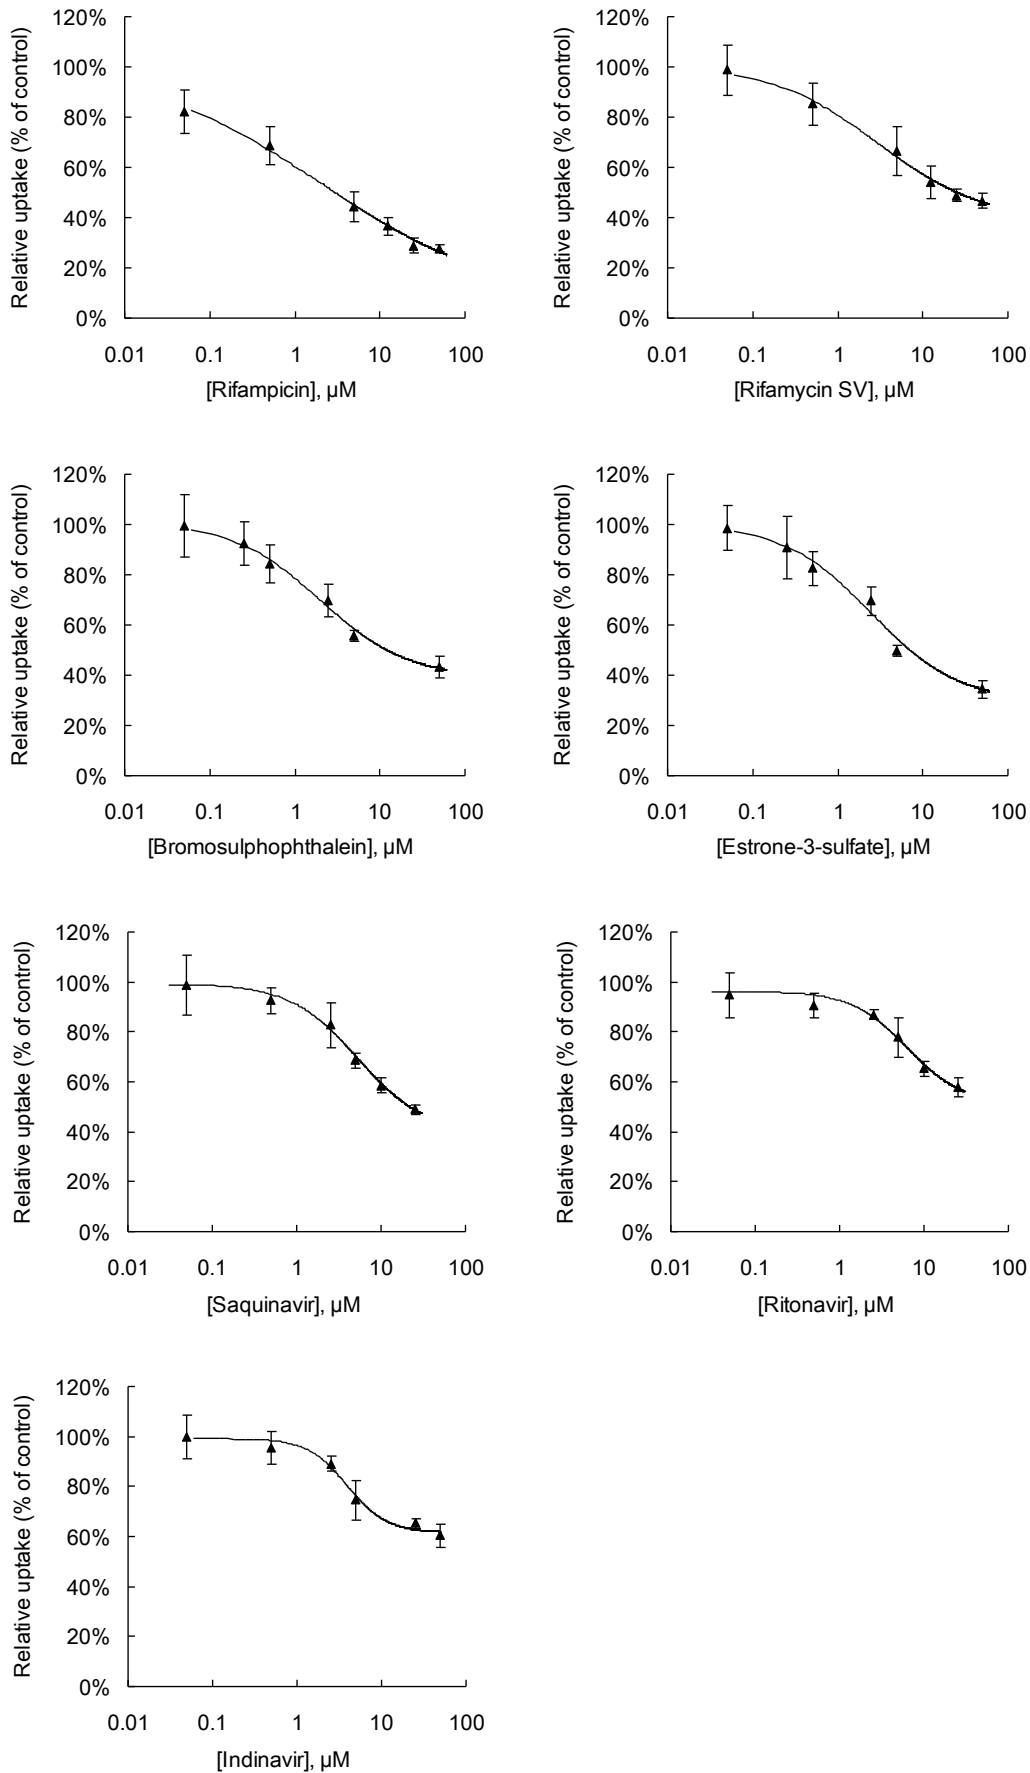 120%
100%
80%
60%
40%
20%
0%
Relative uptake (% of control)
0.01 0.1 1 10 100
[Rifampicin], µM
120%
100%
80%
60%
40%
20%
0%
Relative uptake (% of control)
0.01 0.1 1 10 100
[Rifamycin SV], µM
120%
100%
80%
60%
40%
20%
0%
Relative uptake (% of control)
0.01 0.1 1 10 100
[Bromosulphophthalein], µM
120%
100%
80%
60%
40%
20%
0%
Relative uptake (% of control)
0.01 0.1 1 10 100
[Estrone-3-sulfate], µM
120%
100%
80%
60%
40%
20%
0%
Relative uptake (% of control)
0.01 0.1 1 10 100
[Saquinavir], µM
120%
100%
80%
60%
40%
20%
0%
Relative uptake (% of control)
0.01 0.1 1 10 100
[Ritonavir], µM
120%
100%
80%
60%
40%
20%
0%
Relative uptake (% of control)
0.01 0.1 1 10 100
[Indinavir], µM